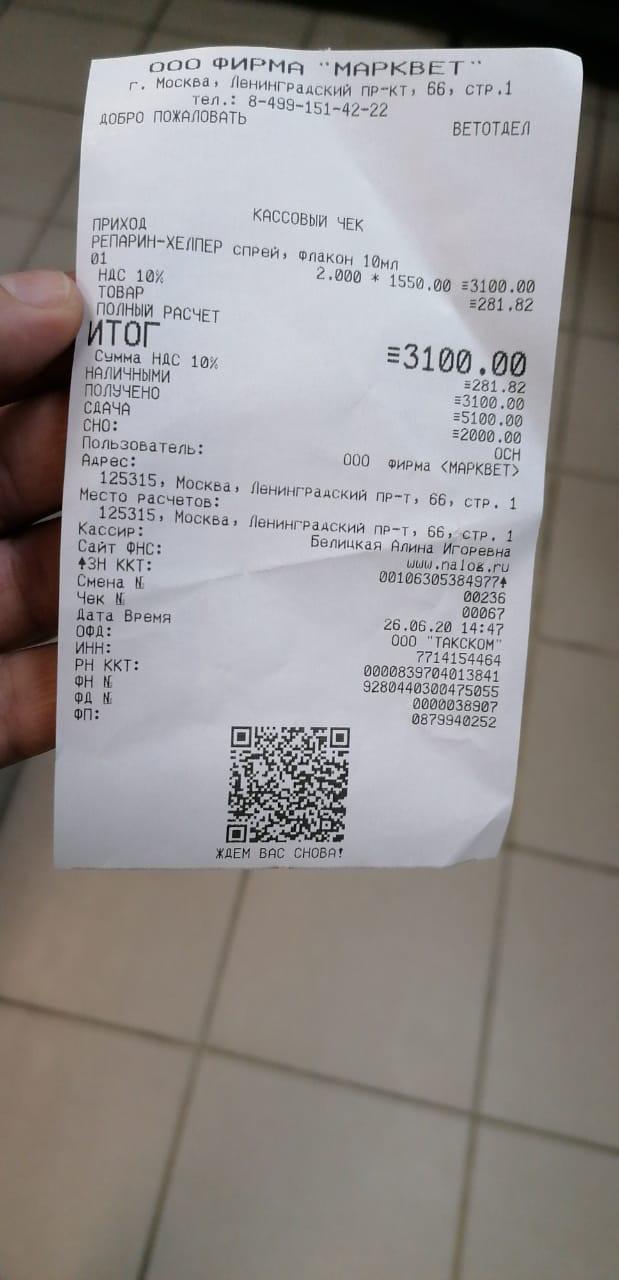 ООО ФИРМА "МАРКВЕТ"
г. Москва, Ленинградский пр-кт, 66, стр.1
тел.: 8-499-151-42-22
ДОБРО ПОЖАЛОВАТЬ
ВЕТОТДЕЛ
КАССОВЫЙ ЧЕК
ПРИХОД
РЕПАРИН-ХЕЛПЕР спрей, флакон 10мл
01 2.000 * 1550.00 ≡3100.00
НДС 10% ≡281.82
ТОВАР
ПОЛНЫЙ РАСЧЕТ
ИТОГ ≡3100.00
Сумма НДС 10% ≡281.82
НАЛИЧНЫМИ ≡3100.00
ПОЛУЧЕНО ≡5100.00
СДАЧА ≡2000.00
СНО: ОСН
Пользователь: ООО фирма <МАРКВЕТ>
Адрес:
125315, Москва, Ленинградский пр-т, 66, стр. 1
Место расчетов:
125315, Москва, Ленинградский пр-т, 66, стр. 1
Кассир: Белицкая Алина Игоревна
Сайт ФНС: www.nalog.ru
♠ЗН ККТ: 00106305384977♠
Смена № 00236
Чек № 00067
Дата Время 26.06.20 14:47
ОФД: ООО "ТАКСКОМ"
ИНН: 7714154464
РН ККТ: 0000839704013841
ФН № 9280440300475055
ФД № 0000038907
ФП: 0879940252
ЖДЕМ ВАС СНОВА!